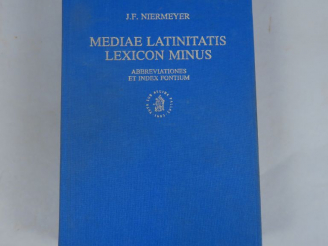 J.F. NIERMEYER
MEDIAE LATINITATIS
LEXICON MINUS
ABBREVIATIONES
ET INDEX FONTIUM